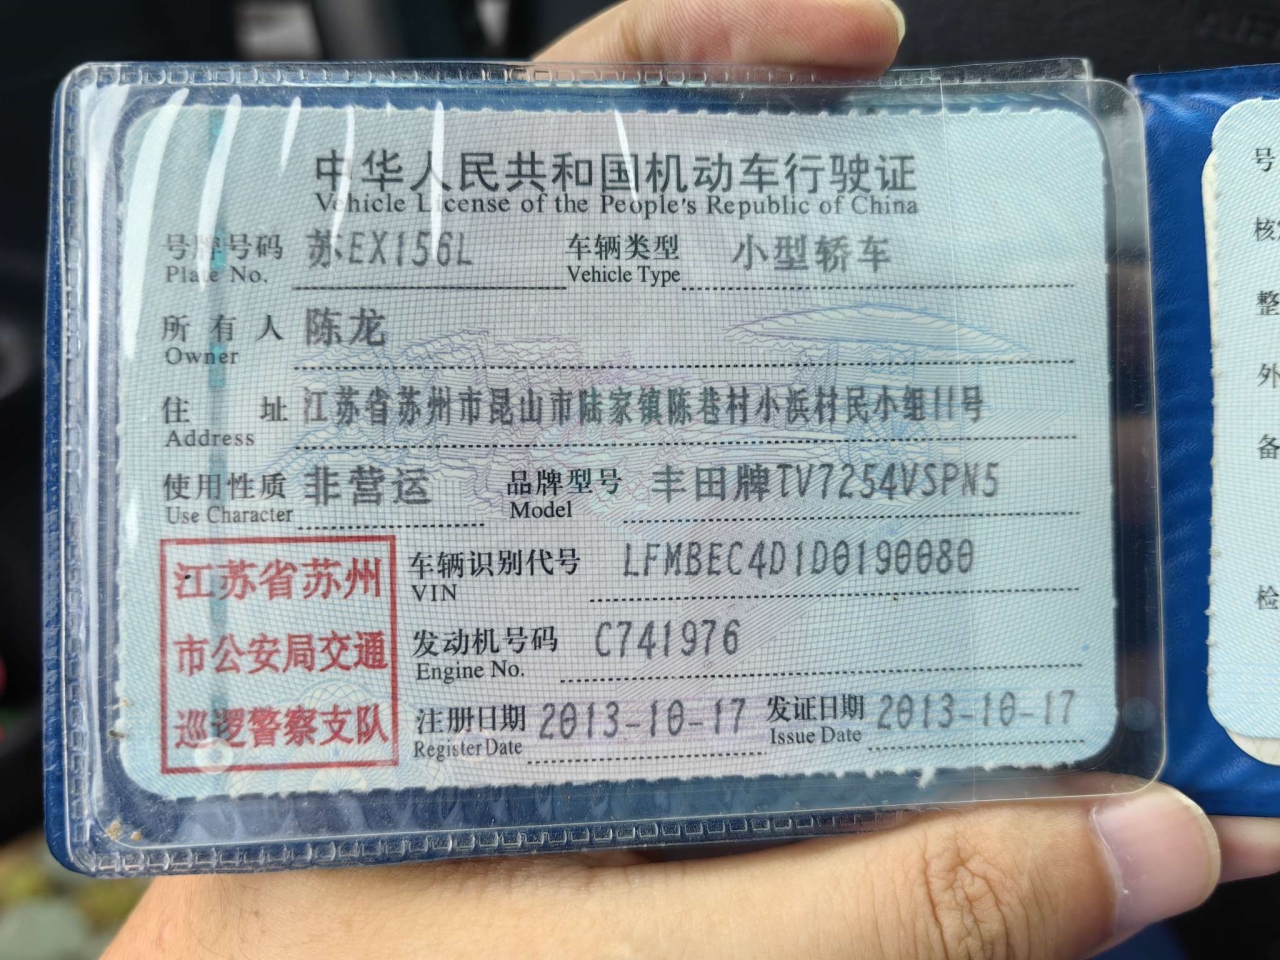 中华人民共和国机动车行驶证
Vehicle License of the People's Republic of China
号牌号码 苏EX156L 车辆类型 小型轿车
Plate No. Vehicle Type
所有人 陈龙
Owner
住址 江苏省苏州市昆山市陆家镇陈巷村小浜村民小组11号
Address
使用性质 非营运 品牌型号 丰田牌TV7254VSPN5
Use Character Model
车辆识别代号 LFMBEC4D1D0190080
VIN
发动机号码 C741976
Engine No.
注册日期 2013-10-17 发证日期 2013-10-17
Register Date Issue Date
江苏省苏州
市公安局交通
巡逻警察支队
号
核
整
外
备
检